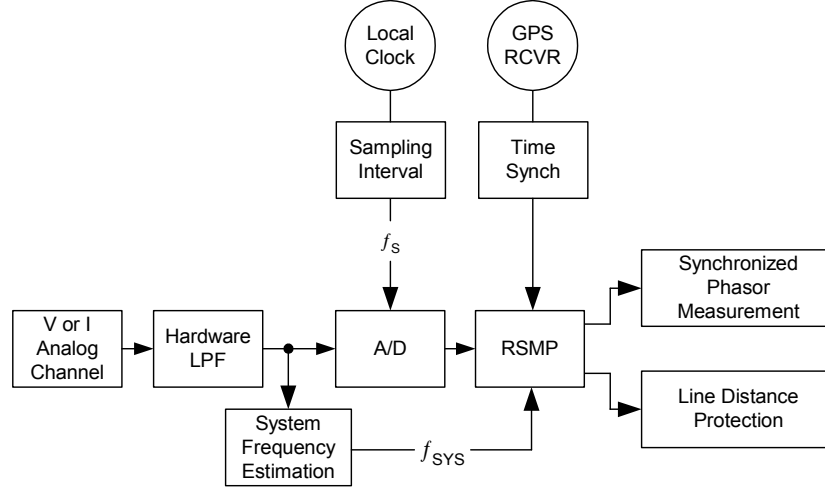 Local
Clock
GPS
RCVR
Sampling
Interval
Time
Synch
fS
V or I
Analog
Channel
Hardware
LPF
A/D
RSMP
Synchronized
Phasor
Measurement
Line Distance
Protection
System
Frequency
Estimation
fSYS